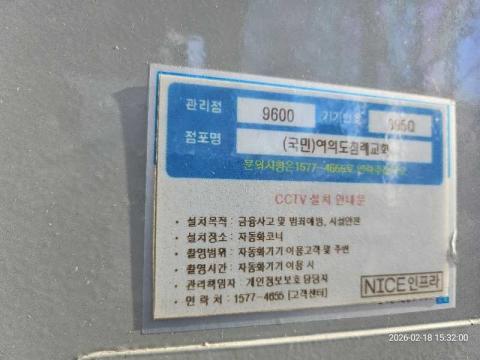 관리점 9600 기기번호 995Q
점포명 (국민)여의도침례교회
문의사항은 1577-4655로 연락주십시오
CCTV 설치 안내문
• 설치목적 : 금융사고 및 범죄예방, 시설안전
• 설치장소 : 자동화코너
• 촬영범위 : 자동화기기 이용고객 및 주변
• 촬영시간 : 자동화기기 이용 시
• 관리책임자 : 개인정보보호 담당자
• 연 락 처 : 1577-4655 [고객센터]
NICE인프라
2026-02-18 15:32:00